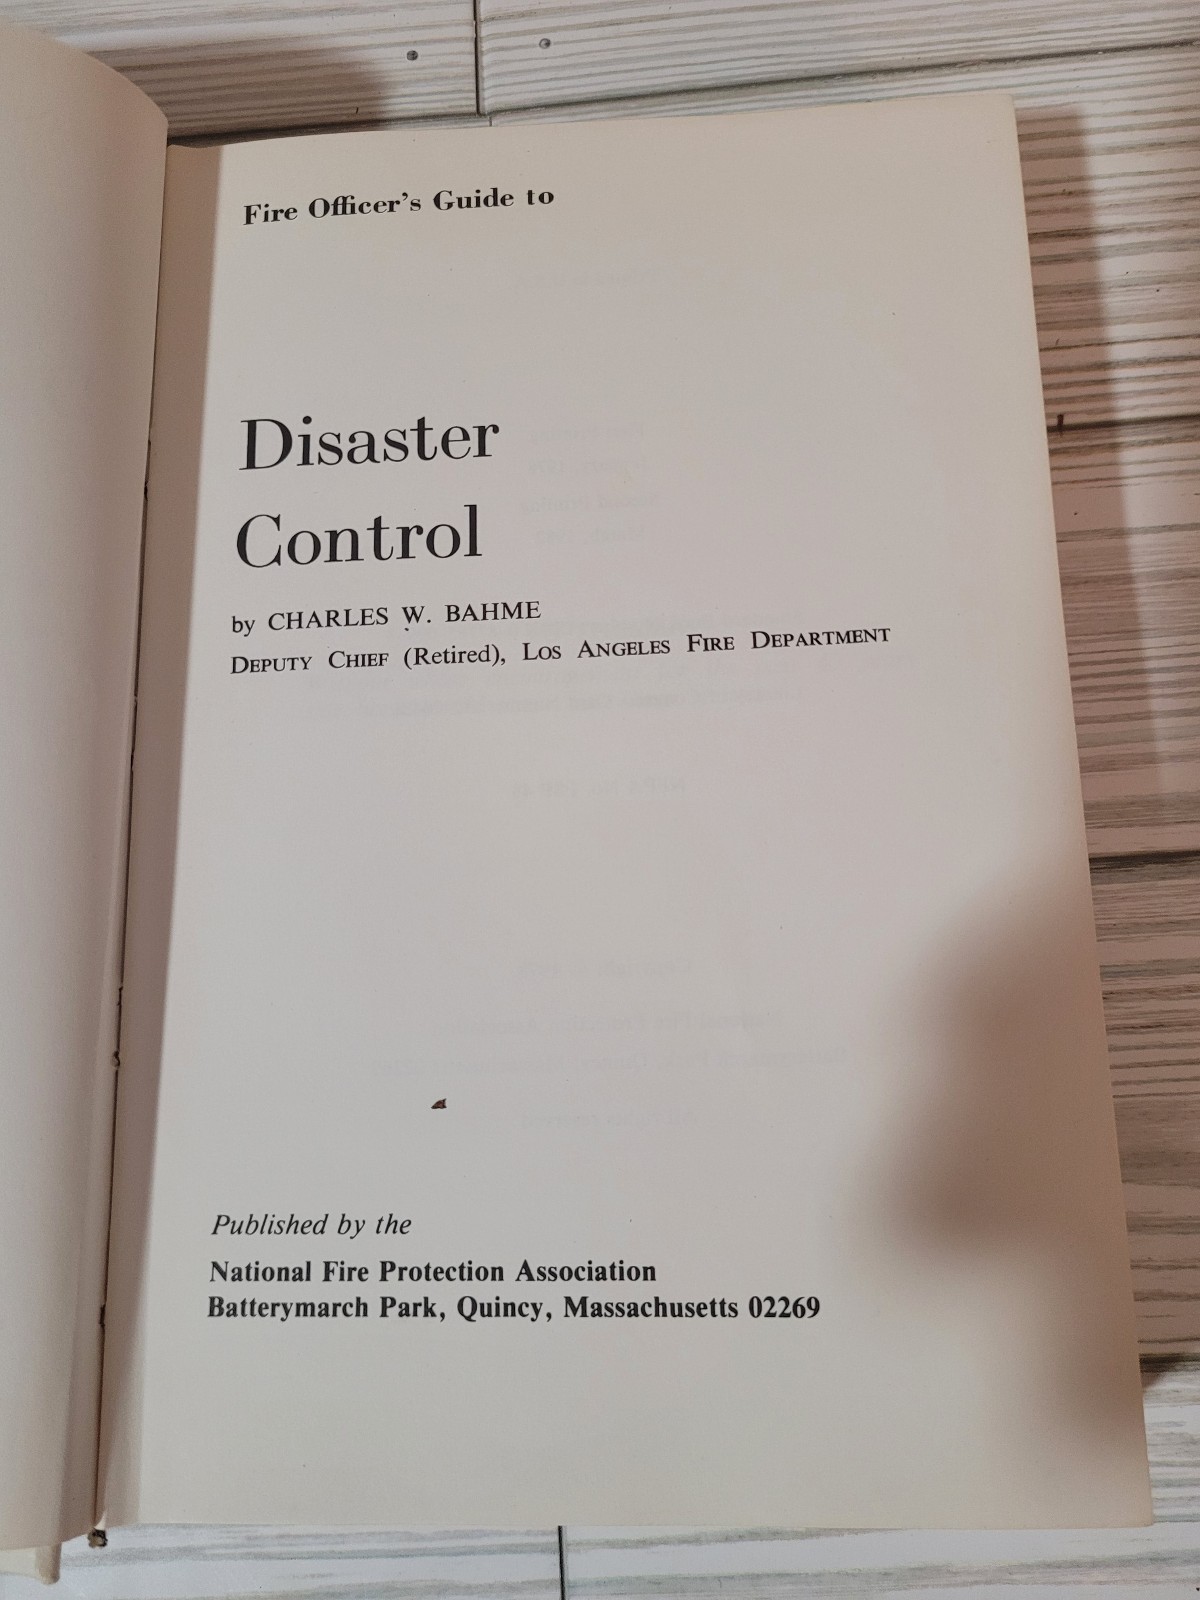 Fire Officer's Guide to
Disaster
Control
by CHARLES W. BAHME
DEPUTY CHIEF (Retired), LOS ANGELES FIRE DEPARTMENT
Published by the
National Fire Protection Association
Batterymarch Park, Quincy, Massachusetts 02269